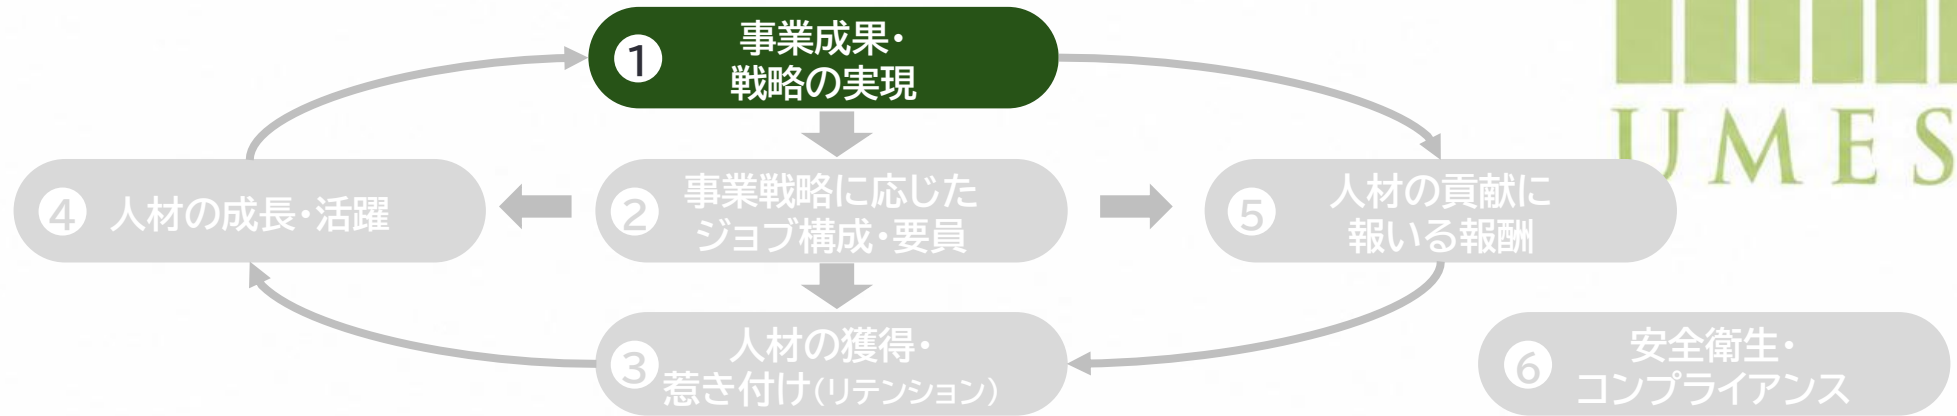 1
事業成果・
戦略の実現
UMES
4
人材の成長・活躍
2
事業戦略に応じた
ジョブ構成・要員
5
人材の貢献に
報いる報酬
3
人材の獲得・
惹き付け(リテンション)
6
安全衛生・
コンプライアンス